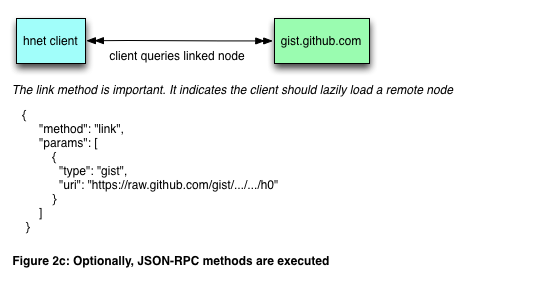 hnet client
gist.github.com
client queries linked node
The link method is important. It indicates the client should lazily load a remote node
{
"method": "link",
"params": [
{
"type": "gist",
"uri": "https://raw.github.com/gist/.../.../h0"
}
]
}
Figure 2c: Optionally, JSON-RPC methods are executed